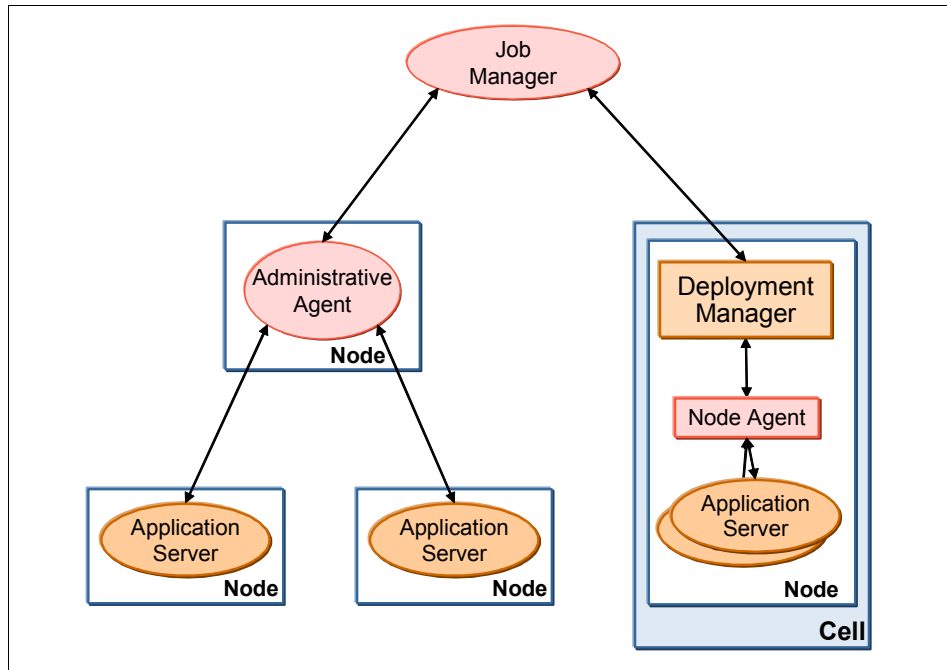 Job
Manager
Administrative
Agent
Node
Application
Server
Node
Application
Server
Node
Deployment
Manager
Node Agent
Application
Server
Node
Cell